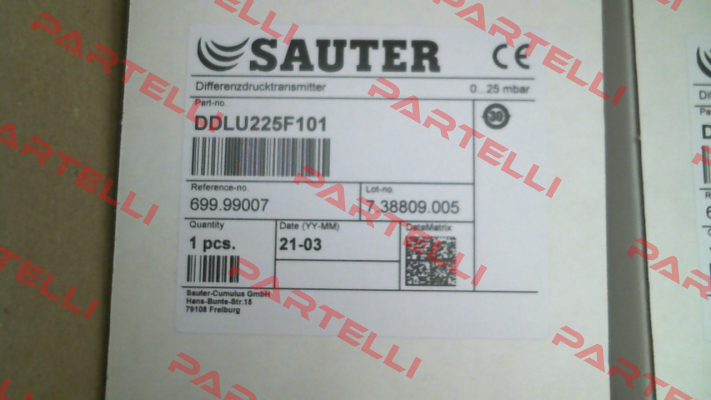 SAUTER CE
Differenzdrucktransmitter 0...25 mbar
Part-no.
DDLU225F101
30
Reference-no. Lot-no.
699.99007 7.38809.005
Quantity Date (YY-MM) DataMatrix
1 pcs. 21-03
Sauter-Cumulus GmbH
Hans-Bunte-Str.15
79108 Freiburg
PARTELLI
PARTELLI
PARTELLI
PARTELLI
PARTELLI
PARTELLI
PARTELLI